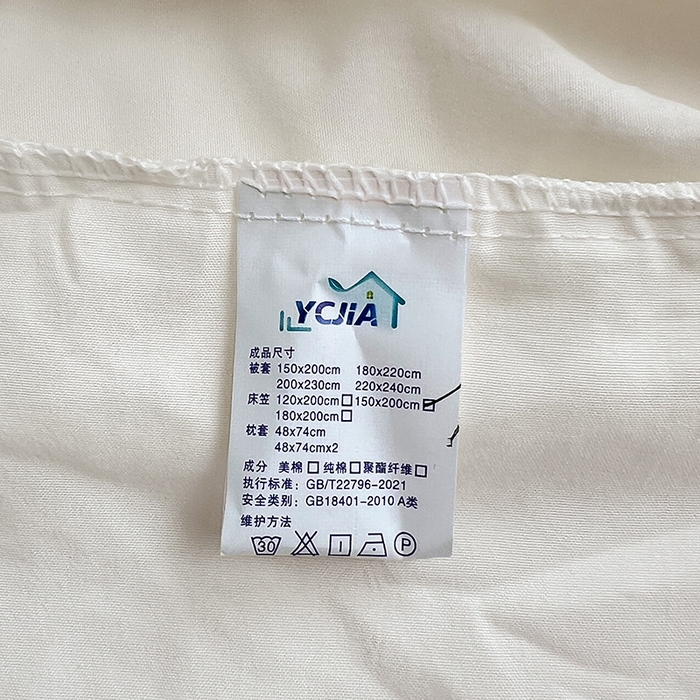 YCJiA
成品尺寸
被套 150x200cm 180x220cm
200x230cm 220x240cm
床笠 120x200cm□ 150x200cm□
180x200cm□
枕套 48x74cm
48x74cmx2
成分 美棉□ 纯棉□ 聚酯纤维□
执行标准：GB/T22796-2021
安全类别：GB18401-2010 A类
维护方法
30 P